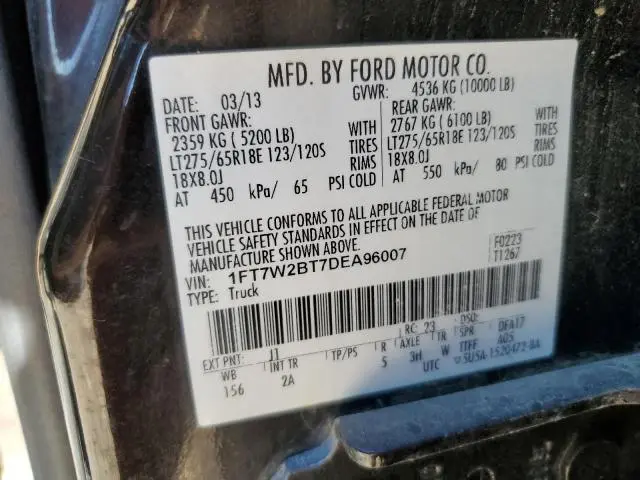 MFD. BY FORD MOTOR CO.
DATE: 03/13 GVWR: 4536 KG (10000 LB)
FRONT GAWR: REAR GAWR:
2359 KG ( 5200 LB) WITH 2767 KG ( 6100 LB) WITH
LT275/65R18E 123/120S TIRES LT275/65R18E 123/120S TIRES
18X8.0J RIMS 18X8.0J RIMS
AT 450 kPa/ 65 PSI COLD AT 550 kPa/ 80 PSI COLD
THIS VEHICLE CONFORMS TO ALL APPLICABLE FEDERAL MOTOR
VEHICLE SAFETY STANDARDS IN EFFECT ON THE DATE OF
MANUFACTURE SHOWN ABOVE. F0223
VIN: 1FT7W2BT7DEA96007 T1267
TYPE: Truck
EXT PNT: J1 RC: 23 DSO:
WB INT TR TP/PS R AXLE TR SPR DFA17
156 2A 5 3H W TTFF A05
UTC